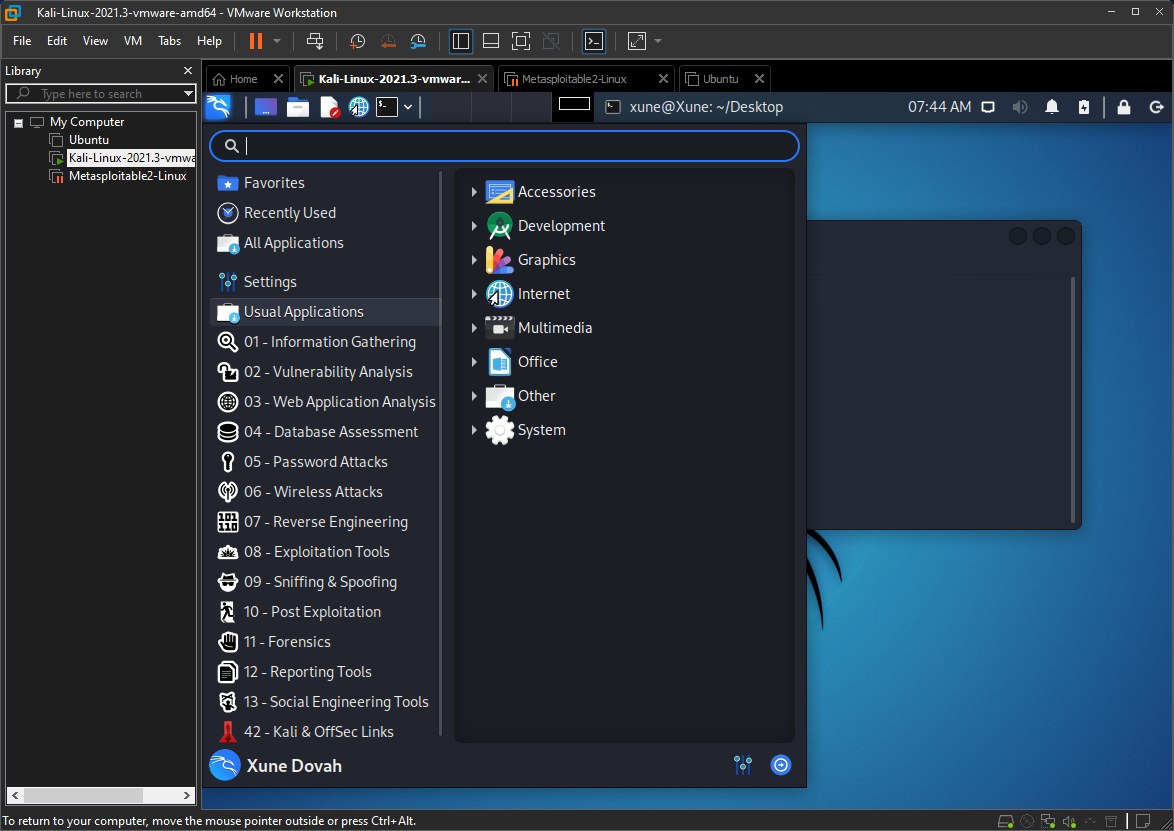 Kali-Linux-2021.3-vmware-amd64 - VMware Workstation
File Edit View VM Tabs Help
Library
Type here to search
My Computer
Ubuntu
Kali-Linux-2021.3-vmwa
Metasploitable2-Linux
Home
Kali-Linux-2021.3-vmwar...
Metasploitable2-Linux
Ubuntu
xune@Xune: ~/Desktop
07:44 AM
Favorites
Recently Used
All Applications
Settings
Usual Applications
01 - Information Gathering
02 - Vulnerability Analysis
03 - Web Application Analysis
04 - Database Assessment
05 - Password Attacks
06 - Wireless Attacks
07 - Reverse Engineering
08 - Exploitation Tools
09 - Sniffing & Spoofing
10 - Post Exploitation
11 - Forensics
12 - Reporting Tools
13 - Social Engineering Tools
42 - Kali & OffSec Links
Accessories
Development
Graphics
Internet
Multimedia
Office
Other
System
Xune Dovah
To return to your computer, move the mouse pointer outside or press Ctrl+Alt.